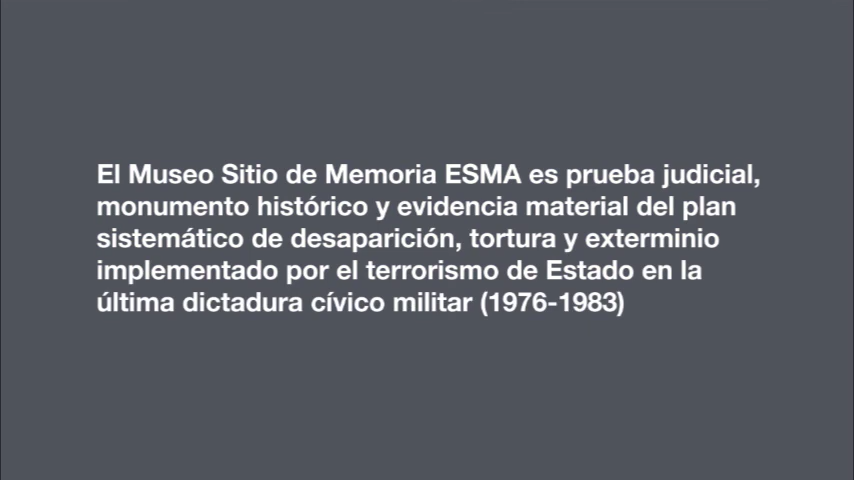 El Museo Sitio de Memoria ESMA es prueba judicial,
monumento histórico y evidencia material del plan
sistemático de desaparición, tortura y exterminio
implementado por el terrorismo de Estado en la
última dictadura cívico militar (1976-1983)